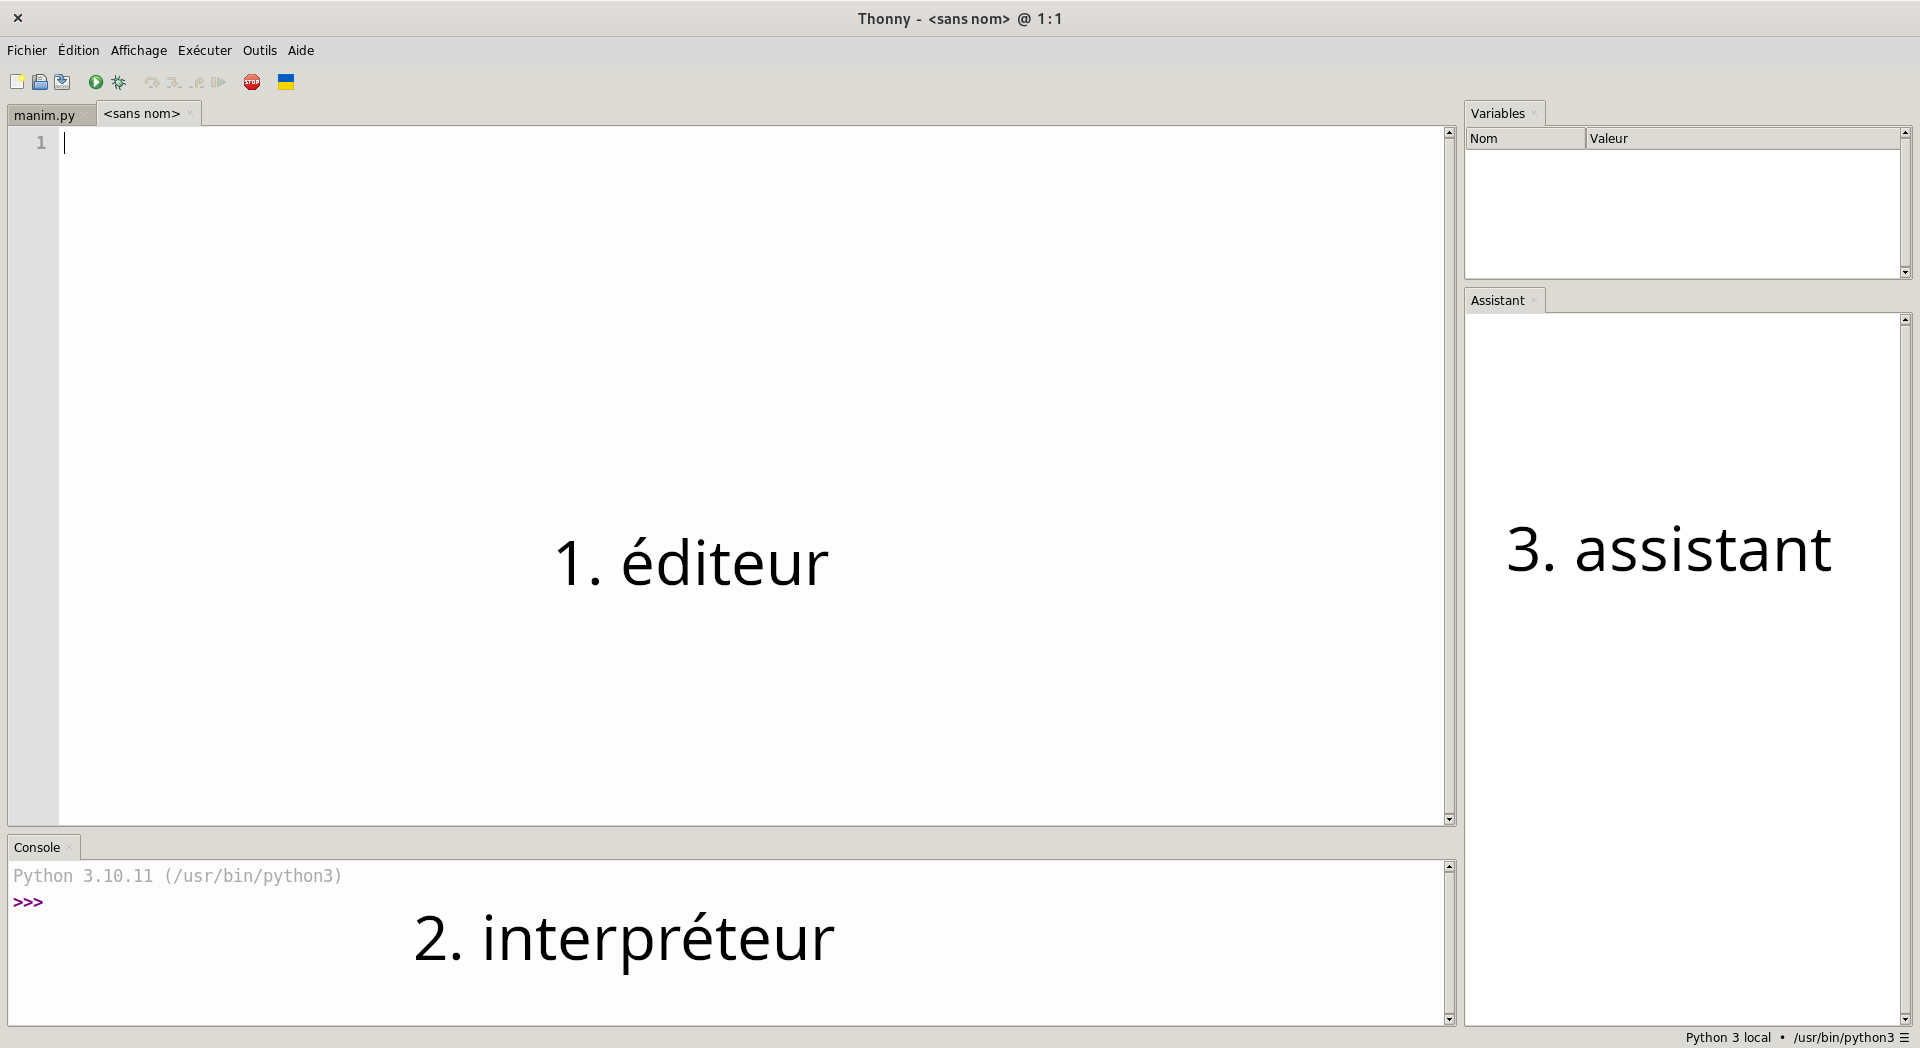 Thonny - <sans nom> @ 1:1
Fichier Édition Affichage Exécuter Outils Aide
STOP
manim.py <sans nom>
1
1. éditeur
Console
Python 3.10.11 (/usr/bin/python3)
>>>
2. interpréteur
Variables
Nom Valeur
Assistant
3. assistant
Python 3 local • /usr/bin/python3 ☰